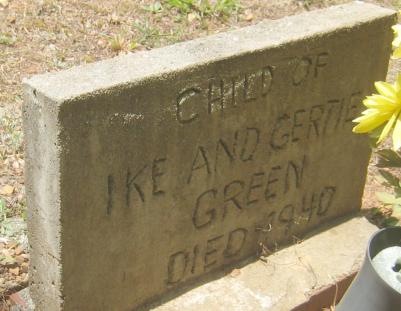 CHILD OF
IKE AND GERTIE
GREEN
DIED 1940